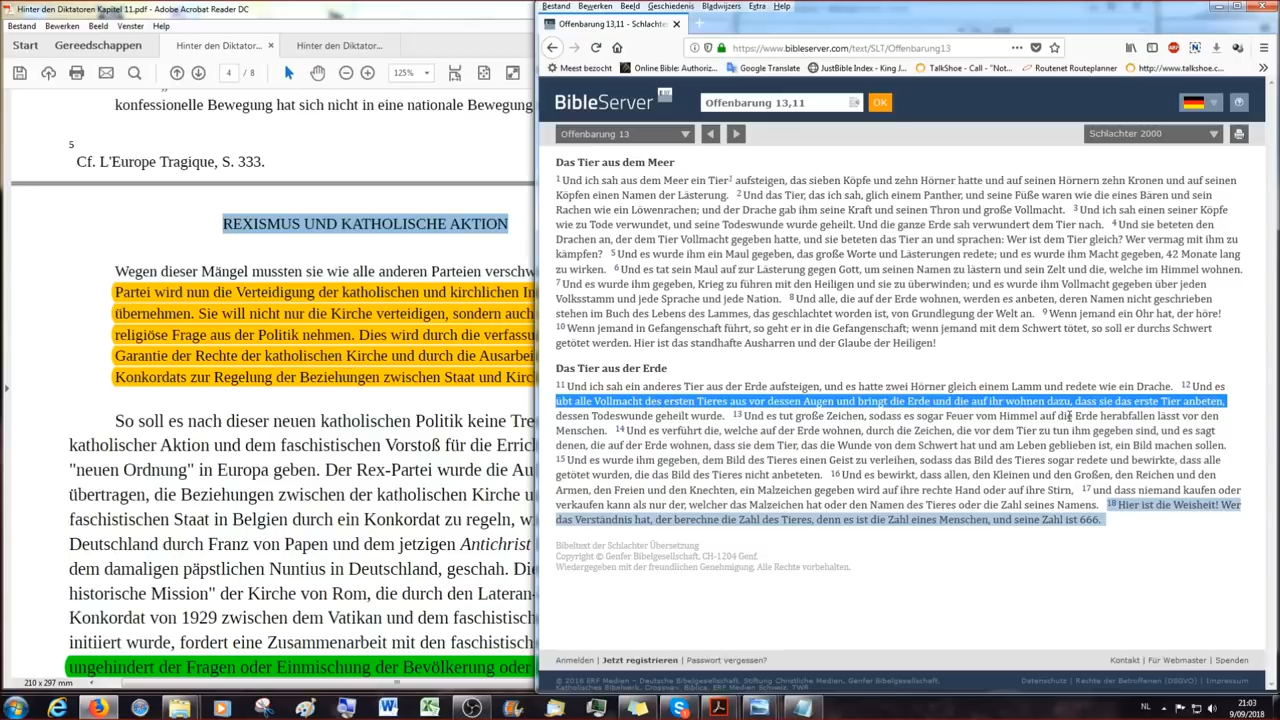 Hinter den Diktatoren Kapitel 11.pdf - Adobe Acrobat Reader DC
Bestand Bewerken Beeld Venster Help
Start Gereedschappen Hinter den Diktator... × Hinter den Diktator...
4 / 8 125%
konfessionelle Bewegung hat sich nicht in eine nationale Bewegung
5
Cf. L'Europe Tragique, S. 333.
REXISMUS UND KATHOLISCHE AKTION
Wegen dieser Mängel mussten sie wie alle anderen Parteien verschw
Partei wird nun die Verteidigung der katholischen und kirchlichen In
übernehmen. Sie will nicht nur die Kirche verteidigen, sondern auch
religiöse Frage aus der Politik nehmen. Dies wird durch die verfassu
Garantie der Rechte der katholischen Kirche und durch die Ausarbei
Konkordats zur Regelung der Beziehungen zwischen Staat und Kirc
So soll es nach dieser neuen katholischen Politik keine Tre
katholischer Aktion und dem faschistischen Vorstoß für die Erricht
"neuen Ordnung" in Europa geben. Der Rex-Partei wurde die Au
übertragen, die Beziehungen zwischen der katholischen Kirche u
faschistischen Staat in Belgien durch ein Konkordat zu regeln, wi
Deutschland durch Franz von Papen und dem jetzigen Antichrist
dem damaligen päpstlichen Nuntius in Deutschland, geschah. Die
historische Mission" der Kirche von Rom, die durch den Lateran-
Konkordat von 1929 zwischen dem Vatikan und dem faschistisch
initiiert wurde, fordert eine Zusammenarbeit mit den faschistisch
ungehindert der Fragen oder Einmischung der Bevölkerung oder
210 x 297 mm
Bestand Bewerken Beeld Geschiedenis Bladwijzers Extra Help
Offenbarung 13,11 - Schlachte × +
https://www.bibleserver.com/text/SLT/Offenbarung13
Meest bezocht Online Bible: Authoriz... Google Translate JustBible Index - King J... TalkShoe - Call - "Not... Routenet Routeplanner http://www.talkshoe.c...
BibleServer Offenbarung 13,11 OK
Offenbarung 13 Schlachter 2000
Das Tier aus dem Meer
1 Und ich sah aus dem Meer ein Tier1 aufsteigen, das sieben Köpfe und zehn Hörner hatte und auf seinen Hörnern zehn Kronen und auf seinen
Köpfen einen Namen der Lästerung. 2 Und das Tier, das ich sah, glich einem Panther, und seine Füße waren wie die eines Bären und sein
Rachen wie ein Löwenrachen; und der Drache gab ihm seine Kraft und seinen Thron und große Vollmacht. 3 Und ich sah einen seiner Köpfe
wie zu Tode verwundet, und seine Todeswunde wurde geheilt. Und die ganze Erde sah verwundert dem Tier nach. 4 Und sie beteten den
Drachen an, der dem Tier Vollmacht gegeben hatte, und sie beteten das Tier an und sprachen: Wer ist dem Tier gleich? Wer vermag mit ihm zu
kämpfen? 5 Und es wurde ihm ein Maul gegeben, das große Worte und Lästerungen redete; und es wurde ihm Macht gegeben, 42 Monate lang
zu wirken. 6 Und es tat sein Maul auf zur Lästerung gegen Gott, um seinen Namen zu lästern und sein Zelt und die, welche im Himmel wohnen.
7 Und es wurde ihm gegeben, Krieg zu führen mit den Heiligen und sie zu überwinden; und es wurde ihm Vollmacht gegeben über jeden
Volksstamm und jede Sprache und jede Nation. 8 Und alle, die auf der Erde wohnen, werden es anbeten, deren Namen nicht geschrieben
stehen im Buch des Lebens des Lammes, das geschlachtet worden ist, von Grundlegung der Welt an. 9 Wenn jemand ein Ohr hat, der höre!
10 Wenn jemand in Gefangenschaft führt, so geht er in die Gefangenschaft; wenn jemand mit dem Schwert tötet, so soll er durchs Schwert
getötet werden. Hier ist das standhafte Ausharren und der Glaube der Heiligen!
Das Tier aus der Erde
11 Und ich sah ein anderes Tier aus der Erde aufsteigen, und es hatte zwei Hörner gleich einem Lamm und redete wie ein Drache. 12 Und es
übt alle Vollmacht des ersten Tieres aus vor dessen Augen und bringt die Erde und die auf ihr wohnen dazu, dass sie das erste Tier anbeten,
dessen Todeswunde geheilt wurde. 13 Und es tut große Zeichen, sodass es sogar Feuer vom Himmel auf die Erde herabfallen lässt vor den
Menschen. 14 Und es verführt die, welche auf der Erde wohnen, durch die Zeichen, die vor dem Tier zu tun ihm gegeben sind, und es sagt
denen, die auf der Erde wohnen, dass sie dem Tier, das die Wunde von dem Schwert hat und am Leben geblieben ist, ein Bild machen sollen.
15 Und es wurde ihm gegeben, dem Bild des Tieres einen Geist zu verleihen, sodass das Bild des Tieres sogar redete und bewirkte, dass alle
getötet wurden, die das Bild des Tieres nicht anbeteten. 16 Und es bewirkt, dass allen, den Kleinen und den Großen, den Reichen und den
Armen, den Freien und den Knechten, ein Malzeichen gegeben wird auf ihre rechte Hand oder auf ihre Stirn, 17 und dass niemand kaufen oder
verkaufen kann als nur der, welcher das Malzeichen hat oder den Namen des Tieres oder die Zahl seines Namens. 18 Hier ist die Weisheit! Wer
das Verständnis hat, der berechne die Zahl des Tieres, denn es ist die Zahl eines Menschen, und seine Zahl ist 666.
Bibeltext der Schlachter Übersetzung
Copyright © Genfer Bibelgesellschaft, CH-1204 Genf.
Wiedergegeben mit der freundlichen Genehmigung. Alle Rechte vorbehalten.
Anmelden | Jetzt registrieren | Passwort vergessen? Kontakt | Für Webmaster | Spenden
© 2016 ERF Medien - Deutsche Bibelgesellschaft, Stiftung Christliche Medien, Genfer Bibelgesellschaft, Datenschutz | Rechte der Betroffenen (DSGVO) | Impressum
Katholisches Bibelwerk, Crossway, Biblica, ERF Medien Schweiz, TWR
NL 21:03
9/09/2018